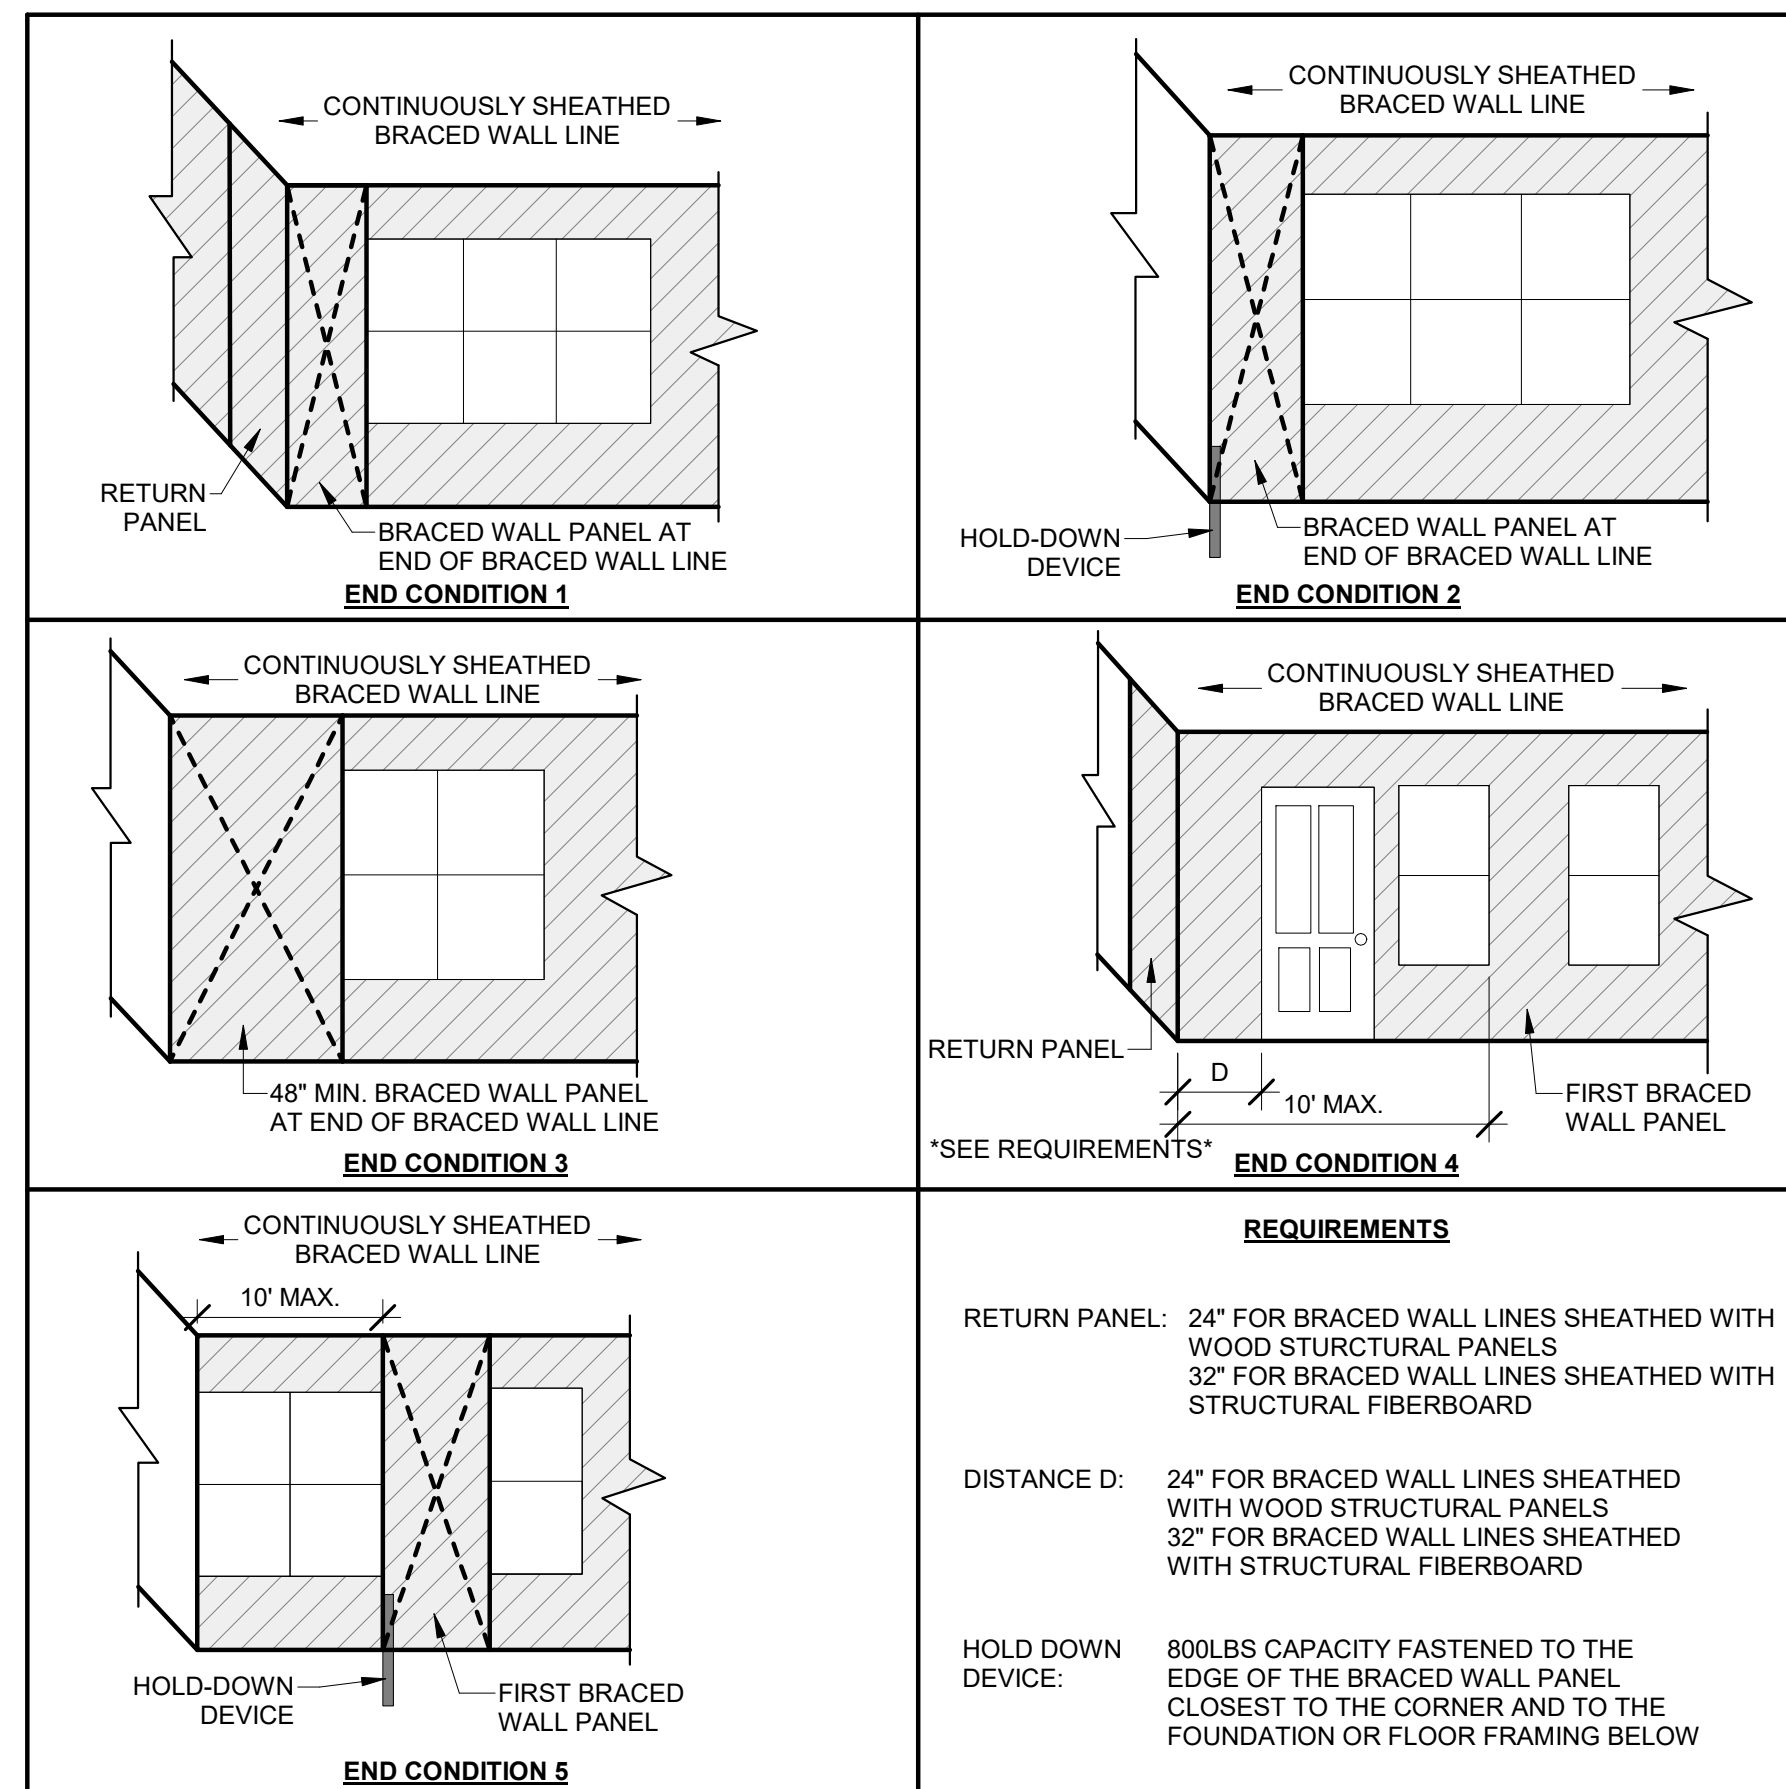 CONTINUOUSLY SHEATHED
BRACED WALL LINE
RETURN
PANEL
BRACED WALL PANEL AT
END OF BRACED WALL LINE
END CONDITION 1
CONTINUOUSLY SHEATHED
BRACED WALL LINE
HOLD-DOWN
DEVICE
BRACED WALL PANEL AT
END OF BRACED WALL LINE
END CONDITION 2
CONTINUOUSLY SHEATHED
BRACED WALL LINE
48" MIN. BRACED WALL PANEL
AT END OF BRACED WALL LINE
END CONDITION 3
CONTINUOUSLY SHEATHED
BRACED WALL LINE
RETURN PANEL
D
10' MAX.
FIRST BRACED
WALL PANEL
*SEE REQUIREMENTS*
END CONDITION 4
CONTINUOUSLY SHEATHED
BRACED WALL LINE
10' MAX.
HOLD-DOWN
DEVICE
FIRST BRACED
WALL PANEL
END CONDITION 5
REQUIREMENTS
RETURN PANEL: 24" FOR BRACED WALL LINES SHEATHED WITH
WOOD STURCTURAL PANELS
32" FOR BRACED WALL LINES SHEATHED WITH
STRUCTURAL FIBERBOARD
DISTANCE D: 24" FOR BRACED WALL LINES SHEATHED
WITH WOOD STRUCTURAL PANELS
32" FOR BRACED WALL LINES SHEATHED
WITH STRUCTURAL FIBERBOARD
HOLD DOWN 800LBS CAPACITY FASTENED TO THE
DEVICE: EDGE OF THE BRACED WALL PANEL
CLOSEST TO THE CORNER AND TO THE
FOUNDATION OR FLOOR FRAMING BELOW